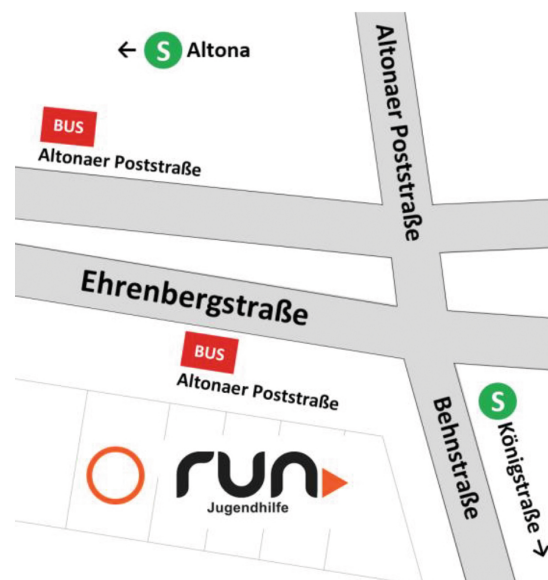 ← S Altona
Altonaer Poststraße
BUS
Altonaer Poststraße
Ehrenbergstraße
BUS
Altonaer Poststraße
S
Königstraße →
Behnstraße
run
Jugendhilfe